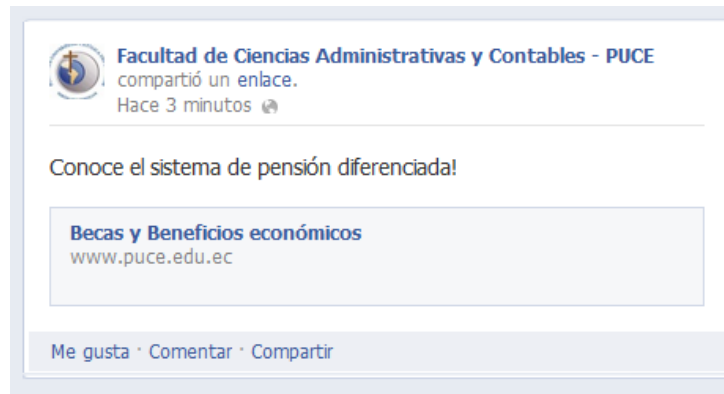 Facultad de Ciencias Administrativas y Contables - PUCE
compartió un enlace.
Hace 3 minutos
Conoce el sistema de pensión diferenciada!
Becas y Beneficios económicos
www.puce.edu.ec
Me gusta · Comentar · Compartir